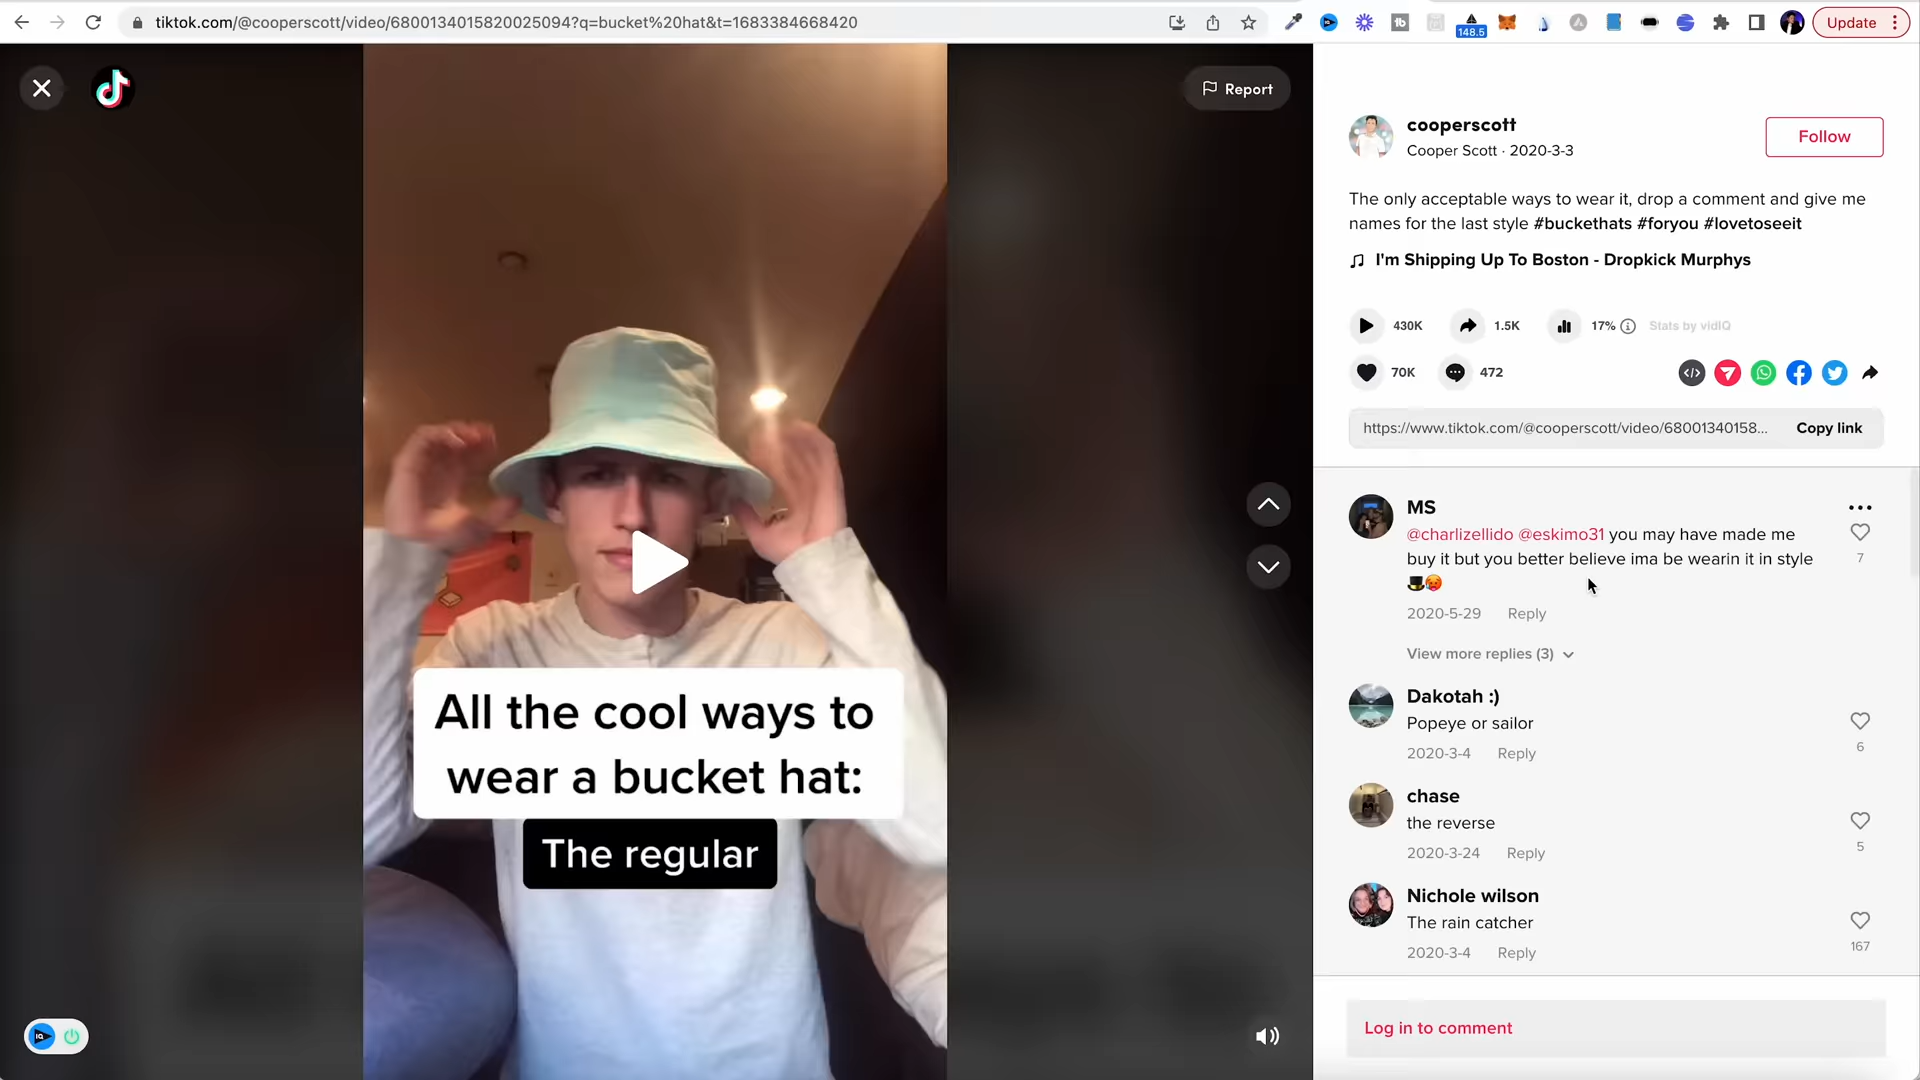 tiktok.com/@cooperscott/video/6800134015820025094?q=bucket%20hat&t=1683384668420
148.5
Update
Report
All the cool ways to
wear a bucket hat:
The regular
cooperscott
Cooper Scott · 2020-3-3
Follow
The only acceptable ways to wear it, drop a comment and give me
names for the last style #buckethats #foryou #lovetoseeit
I'm Shipping Up To Boston - Dropkick Murphys
430K 1.5K 17% Stats by vidIQ
70K 472
https://www.tiktok.com/@cooperscott/video/68001340158... Copy link
MS
@charlizellido @eskimo31 you may have made me
buy it but you better believe ima be wearin it in style
🎩🥵
7
2020-5-29 Reply
View more replies (3)
Dakotah :)
Popeye or sailor
6
2020-3-4 Reply
chase
the reverse
5
2020-3-24 Reply
Nichole wilson
The rain catcher
167
2020-3-4 Reply
Log in to comment
IQ